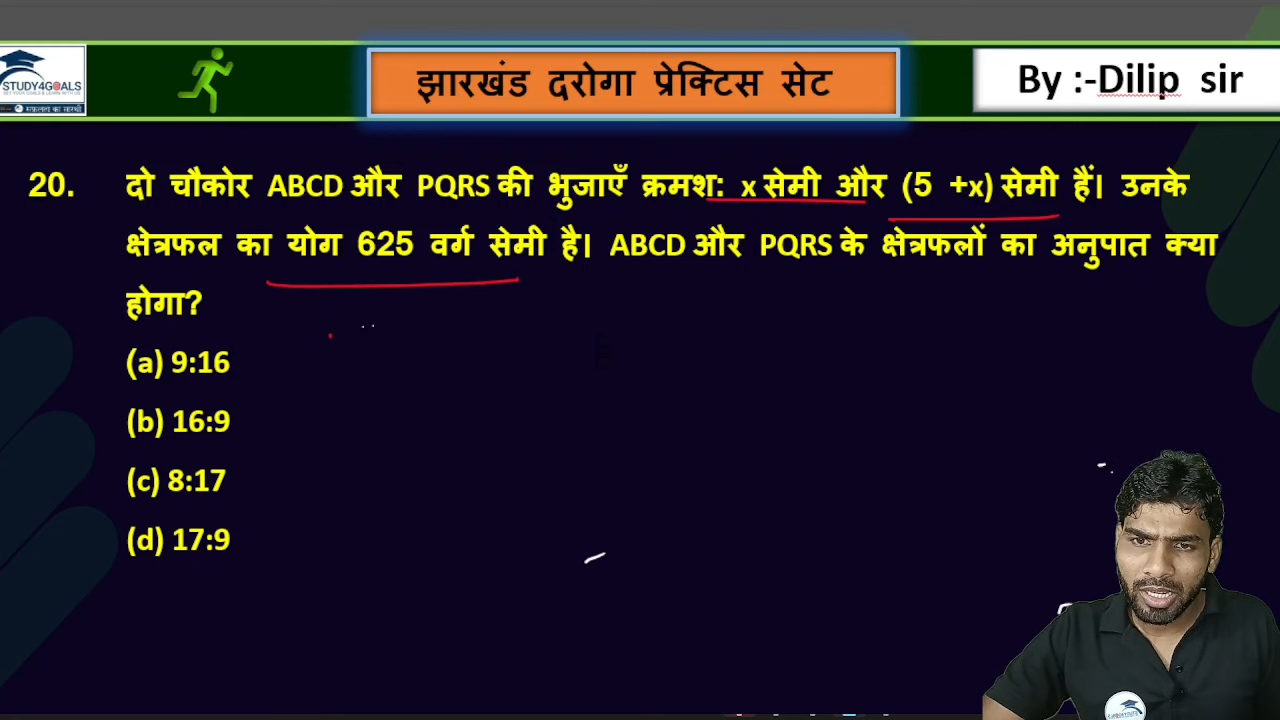 STUDY4GOALS
झारखंड दरोगा प्रेक्टिस सेट
By :-Dilip sir
20. दो चौकोर ABCD और PQRS की भुजाएँ क्रमश: x सेमी और (5 +x) सेमी हैं। उनके
क्षेत्रफल का योग 625 वर्ग सेमी है। ABCD और PQRS के क्षेत्रफलों का अनुपात क्या
होगा?
(a) 9:16
(b) 16:9
(c) 8:17
(d) 17:9